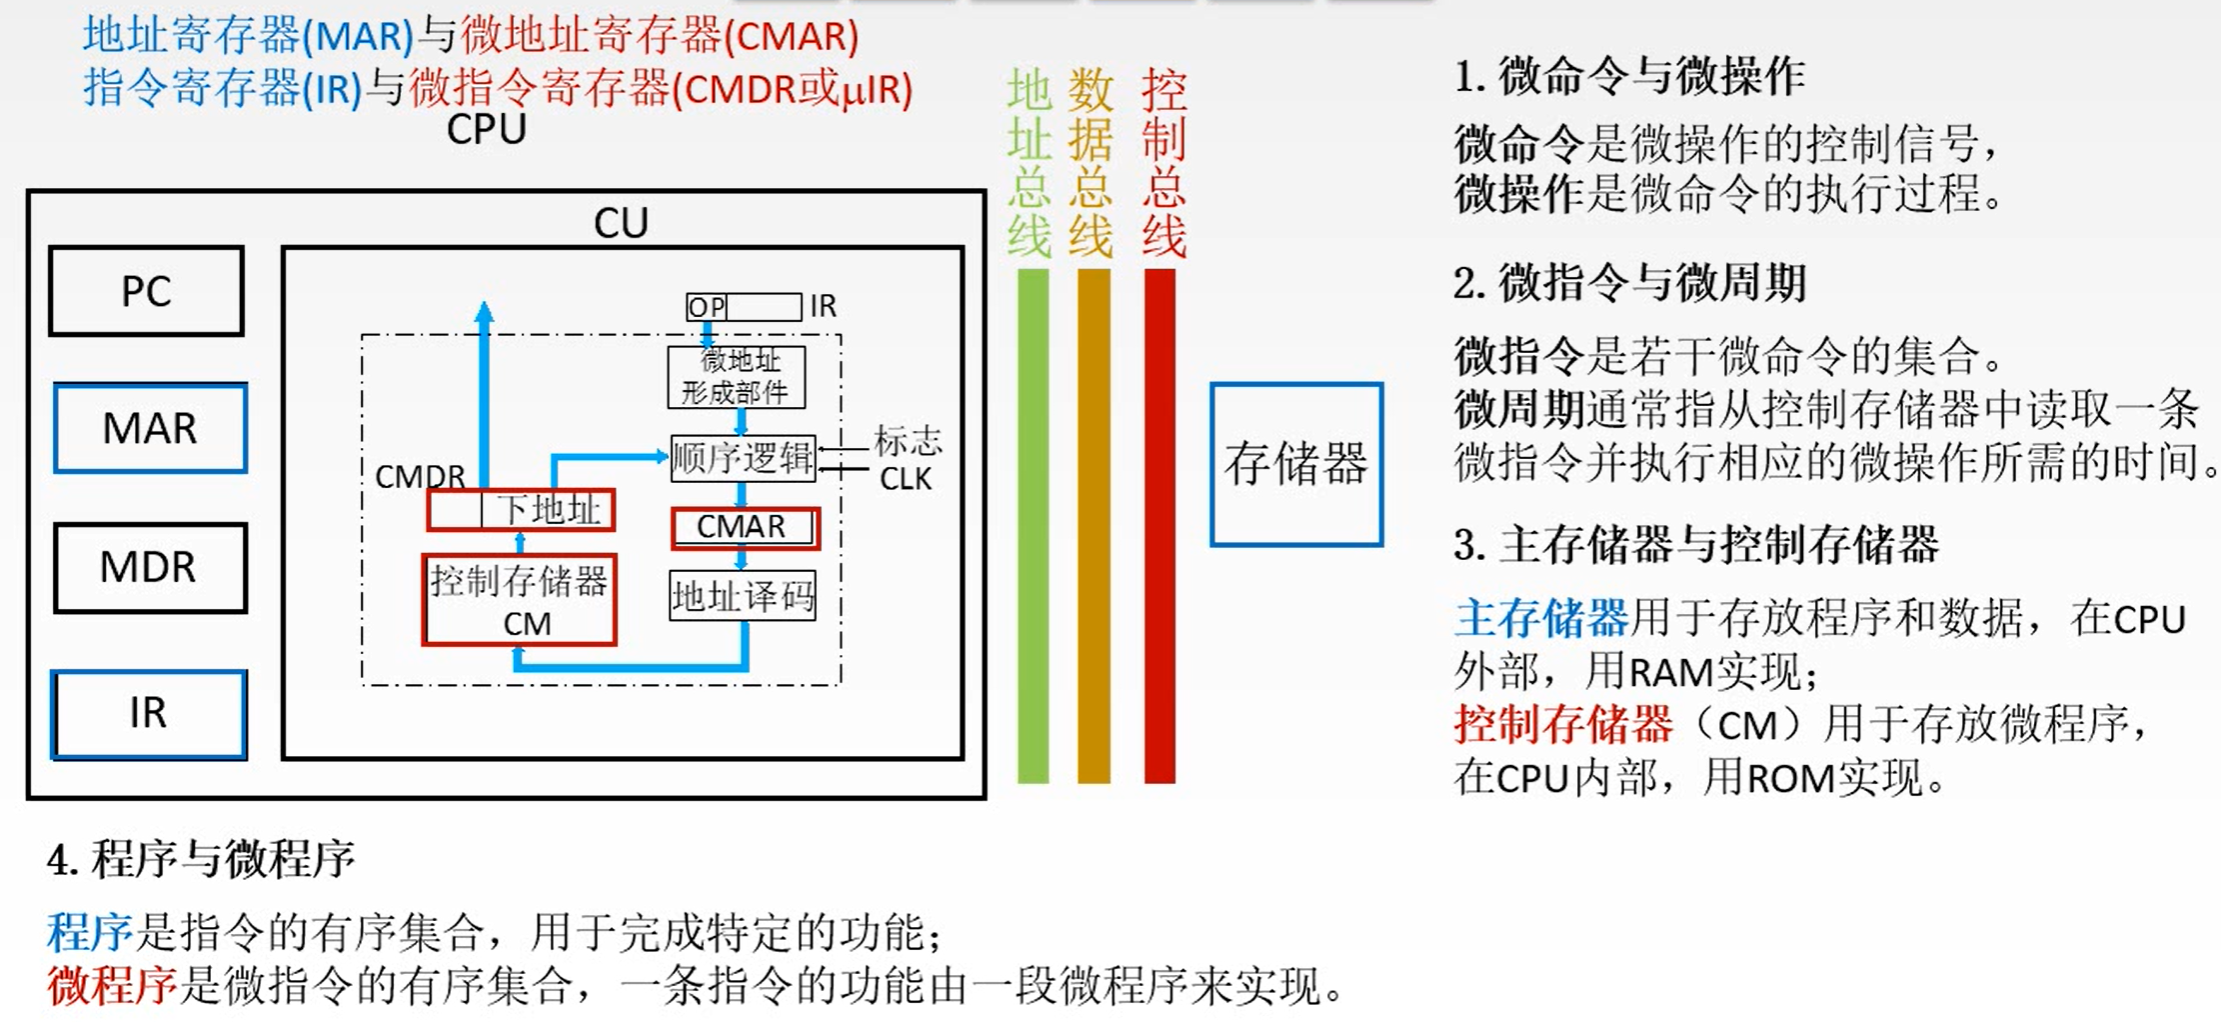 地址寄存器(MAR)与微地址寄存器(CMAR)
指令寄存器(IR)与微指令寄存器(CMDR或μIR)
CPU
CU
PC
MAR
MDR
IR
OP
IR
微地址
形成部件
顺序逻辑
标志
CLK
CMDR
下地址
CMAR
控制存储器
CM
地址译码
地址总线
数据总线
控制总线
存储器
1. 微命令与微操作
微命令是微操作的控制信号，
微操作是微命令的执行过程。
2. 微指令与微周期
微指令是若干微命令的集合。
微周期通常指从控制存储器中读取一条
微指令并执行相应的微操作所需的时间。
3. 主存储器与控制存储器
主存储器用于存放程序和数据，在CPU
外部，用RAM实现；
控制存储器（CM）用于存放微程序，
在CPU内部，用ROM实现。
4. 程序与微程序
程序是指令的有序集合，用于完成特定的功能；
微程序是微指令的有序集合，一条指令的功能由一段微程序来实现。